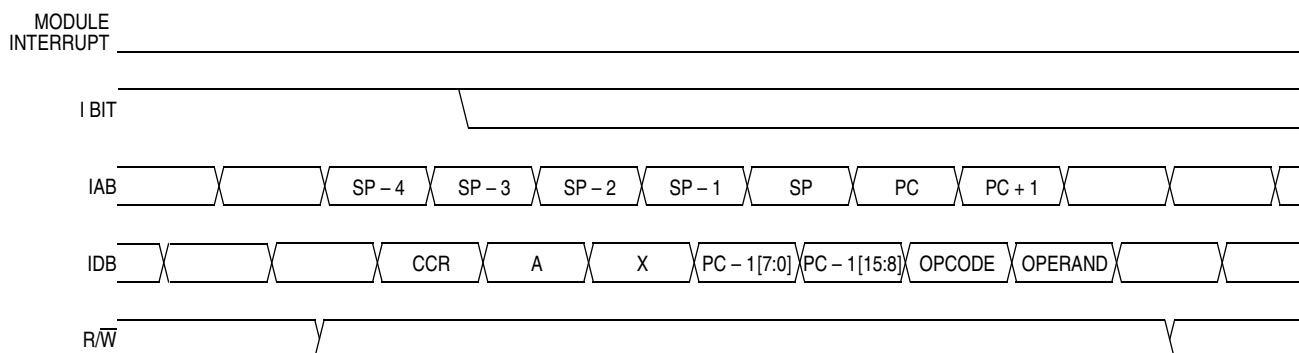 MODULE
INTERRUPT
I BIT
IAB SP – 4 SP – 3 SP – 2 SP – 1 SP PC PC + 1
IDB CCR A X PC – 1[7:0] PC – 1[15:8] OPCODE OPERAND
R/W̅